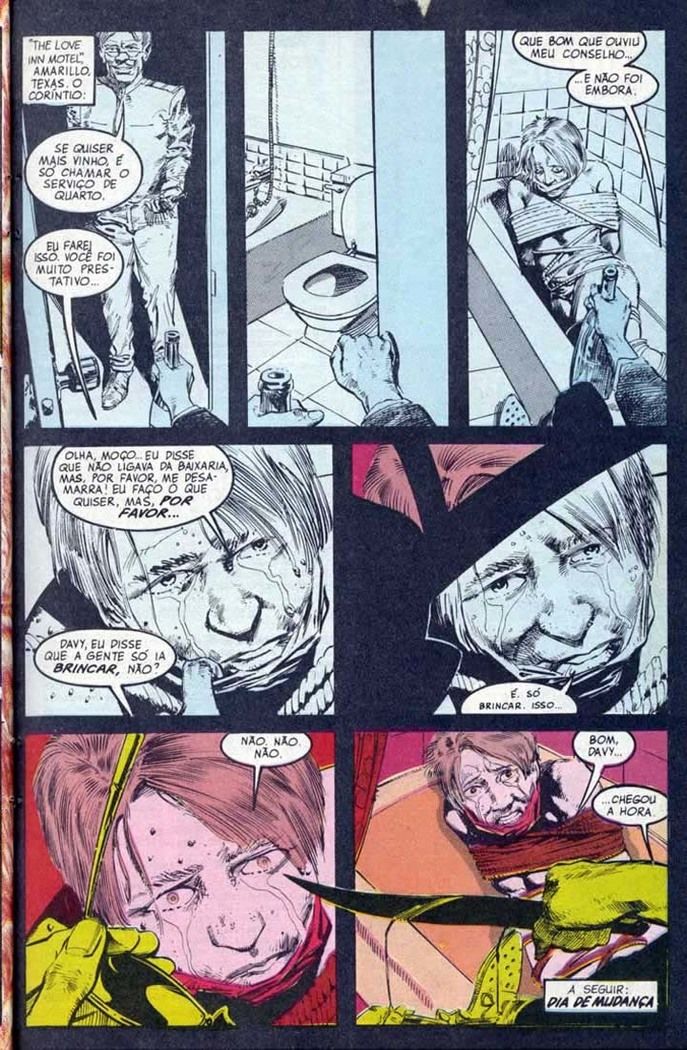 "THE LOVE
INN MOTEL",
AMARILLO,
TEXAS. O
CORÍNTIO:
SE QUISER
MAIS VINHO, É
SÓ CHAMAR O
SERVIÇO DE
QUARTO.
EU FAREI
ISSO. VOCÊ FOI
MUITO PRES-
TATIVO...
QUE BOM QUE OUVIU
MEU CONSELHO...
...E NÃO FOI
EMBORA.
OLHA, MOÇO... EU DISSE
QUE NÃO LIGAVA DA BAIXARIA,
MAS, POR FAVOR, ME DESA-
MARRA! EU FAÇO O QUE
QUISER, MAS, POR
FAVOR...
DAVY, EU DISSE
QUE A GENTE SÓ IA
BRINCAR, NÃO?
É. SÓ
BRINCAR. ISSO...
NÃO. NÃO.
NÃO.
BOM,
DAVY...
...CHEGOU
A HORA.
A SEGUIR:
DIA DE MUDANÇA